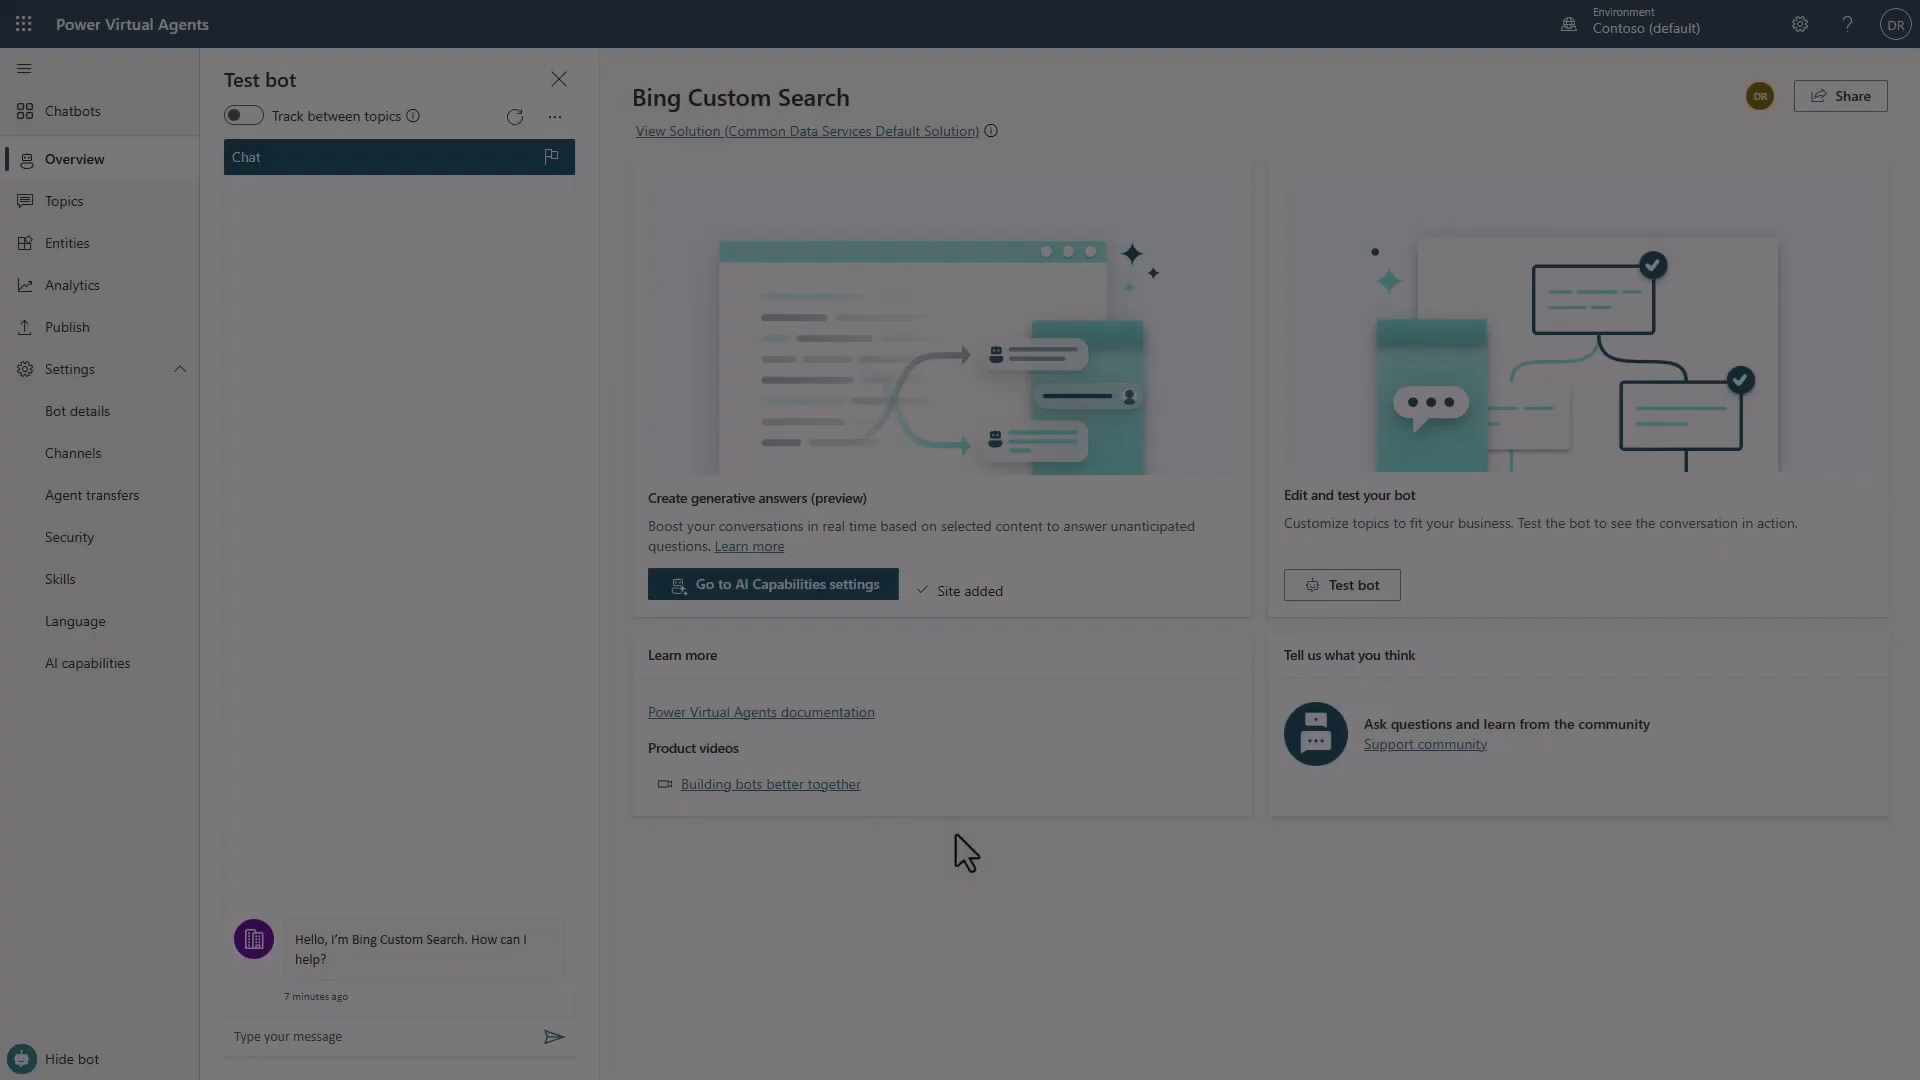 Power Virtual Agents
Environment
Contoso (default)
DR
Chatbots
Overview
Topics
Entities
Analytics
Publish
Settings
Bot details
Channels
Agent transfers
Security
Skills
Language
AI capabilities
Hide bot
Test bot
Track between topics
Chat
Hello, I'm Bing Custom Search. How can I
help?
7 minutes ago
Type your message
Bing Custom Search
DR
Share
View Solution (Common Data Services Default Solution)
Create generative answers (preview)
Boost your conversations in real time based on selected content to answer unanticipated
questions. Learn more
Go to AI Capabilities settings
Site added
Edit and test your bot
Customize topics to fit your business. Test the bot to see the conversation in action.
Test bot
Learn more
Power Virtual Agents documentation
Product videos
Building bots better together
Tell us what you think
Ask questions and learn from the community
Support community